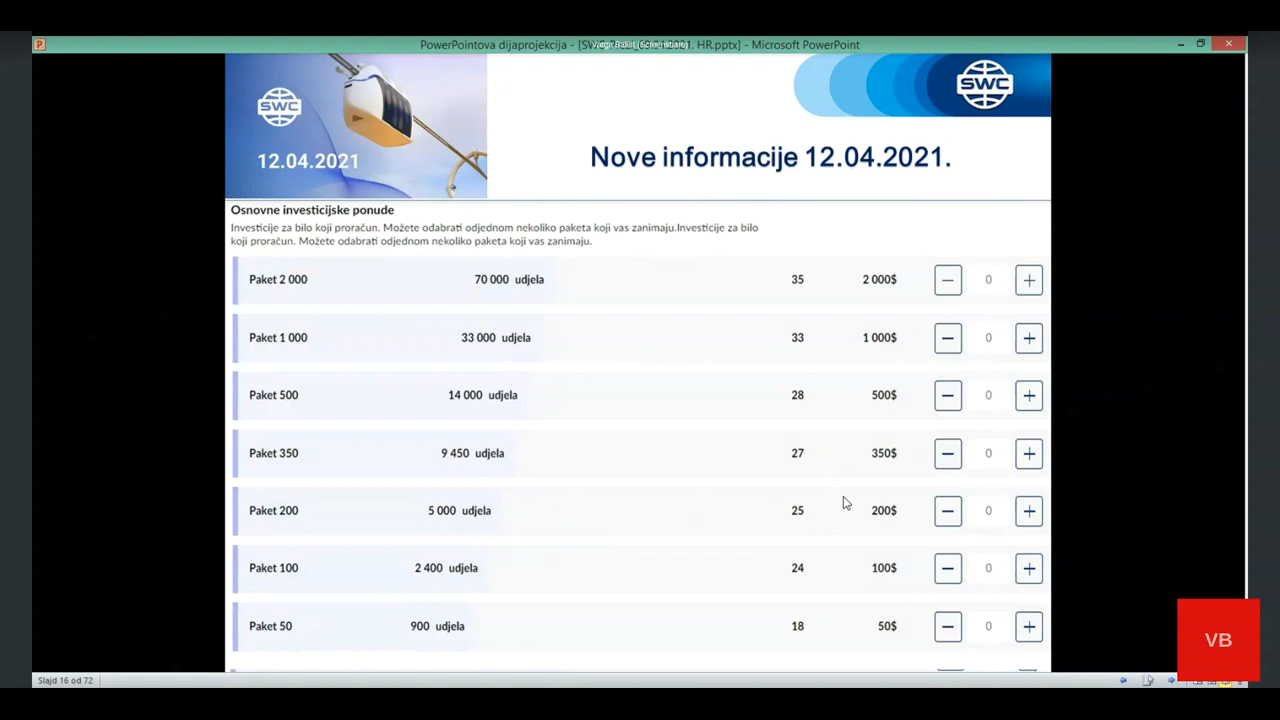 PowerPointova dijaprojekcija - [SW 1. HR.pptx] - Microsoft PowerPoint
SWC
SWC
12.04.2021
Nove informacije 12.04.2021.
Osnovne investicijske ponude
Investicije za bilo koji proračun. Možete odabrati odjednom nekoliko paketa koji vas zanimaju.Investicije za bilo
koji proračun. Možete odabrati odjednom nekoliko paketa koji vas zanimaju.
Paket 2 000 70 000 udjela 35 2 000$ − 0 +
Paket 1 000 33 000 udjela 33 1 000$ − 0 +
Paket 500 14 000 udjela 28 500$ − 0 +
Paket 350 9 450 udjela 27 350$ − 0 +
Paket 200 5 000 udjela 25 200$ − 0 +
Paket 100 2 400 udjela 24 100$ − 0 +
Paket 50 900 udjela 18 50$ − 0 +
VB
Slajd 16 od 72